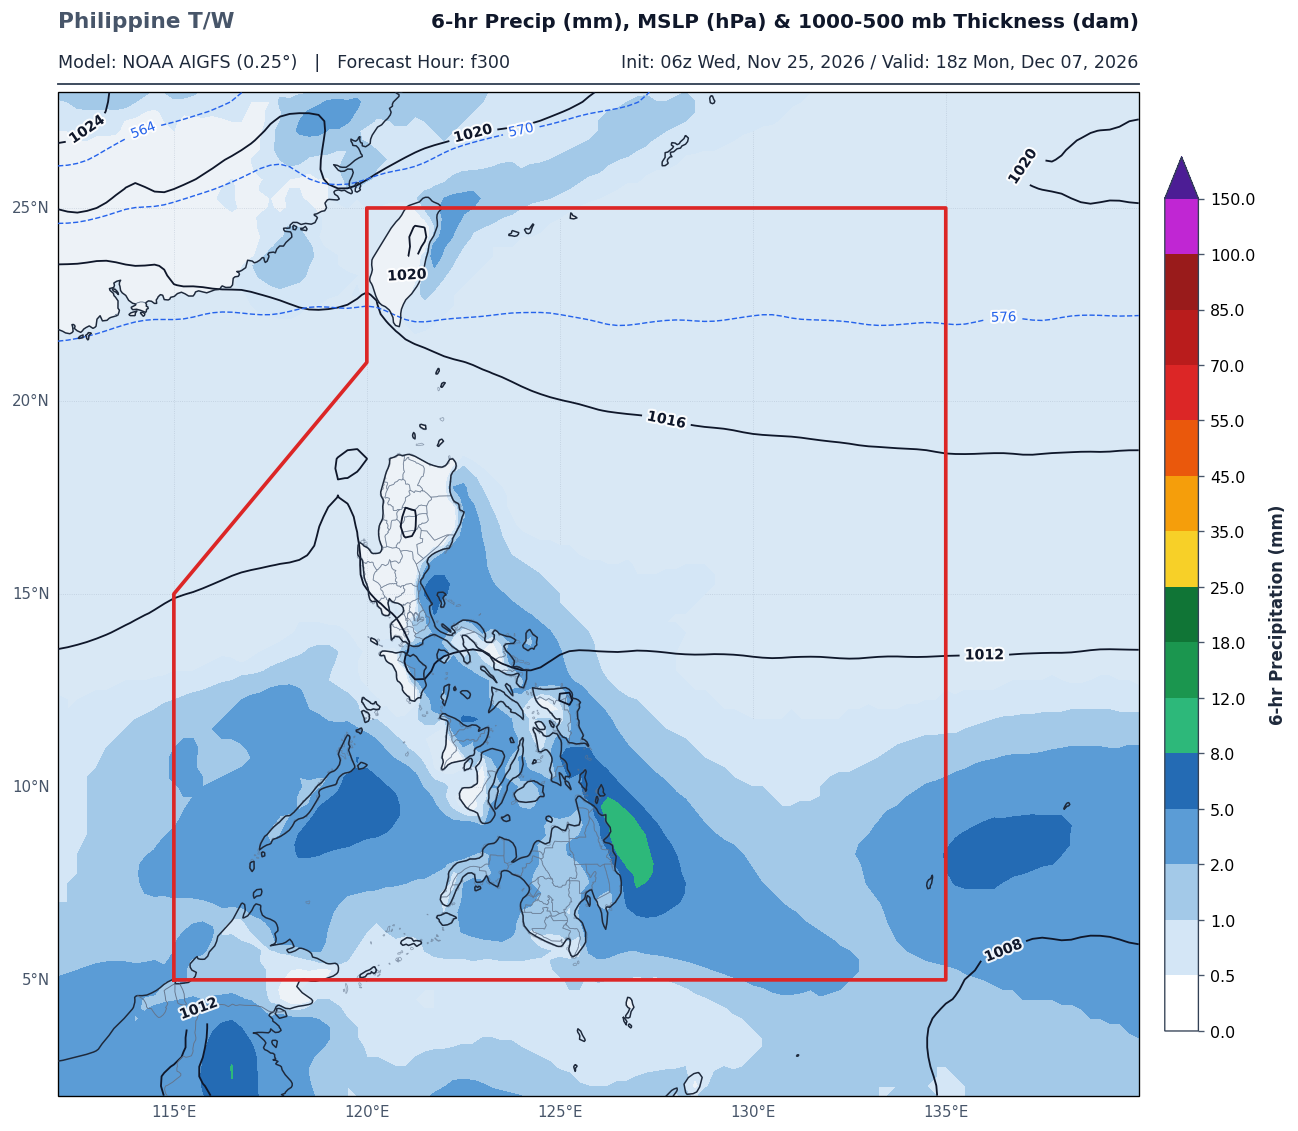 Philippine T/W
6-hr Precip (mm), MSLP (hPa) & 1000-500 mb Thickness (dam)
Model: NOAA AIGFS (0.25°) | Forecast Hour: f300
Init: 06z Wed, Nov 25, 2026 / Valid: 18z Mon, Dec 07, 2026
1024
564
1020
570
1020
25°N
1020
576
20°N
1016
15°N
1012
10°N
1008
5°N
1012
115°E
120°E
125°E
130°E
135°E
150.0
100.0
85.0
70.0
55.0
45.0
35.0
25.0
18.0
12.0
8.0
5.0
2.0
1.0
0.5
0.0
6-hr Precipitation (mm)